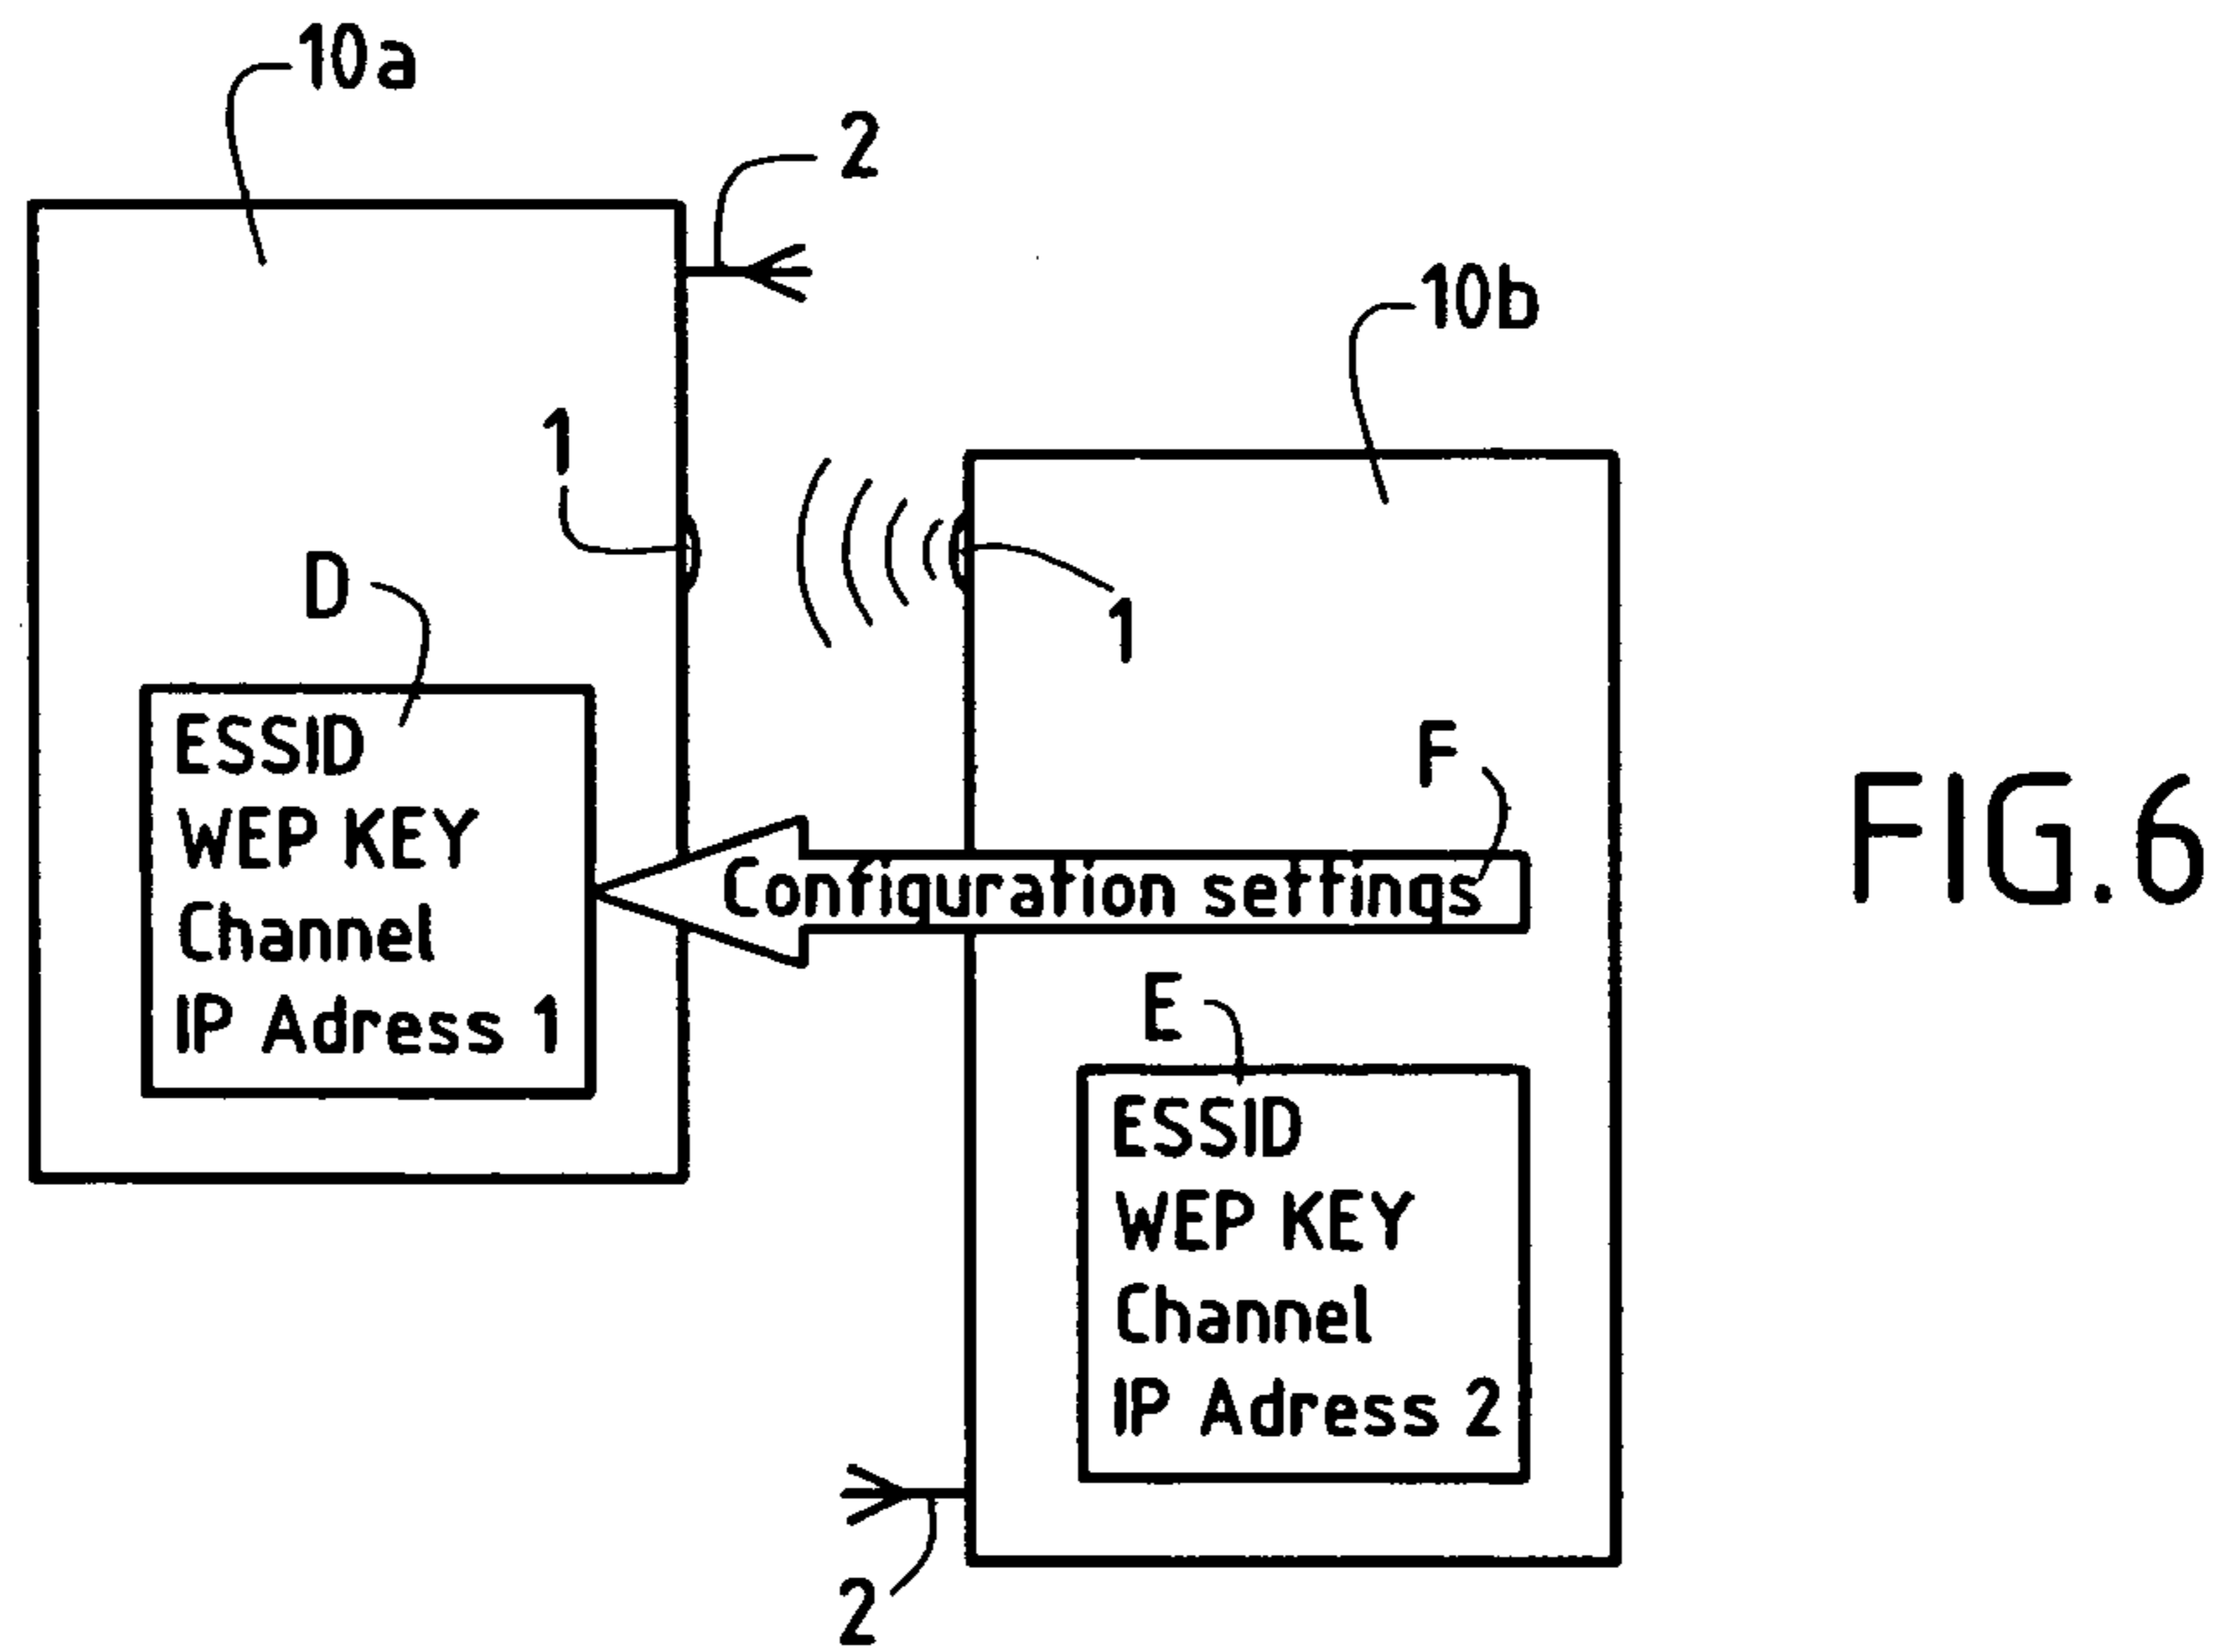 10a
2
10b
1
1
D
ESSID
WEP KEY
Channel
IP Adress 1
F
Configuration settings
E
ESSID
WEP KEY
Channel
IP Adress 2
2
FIG.6